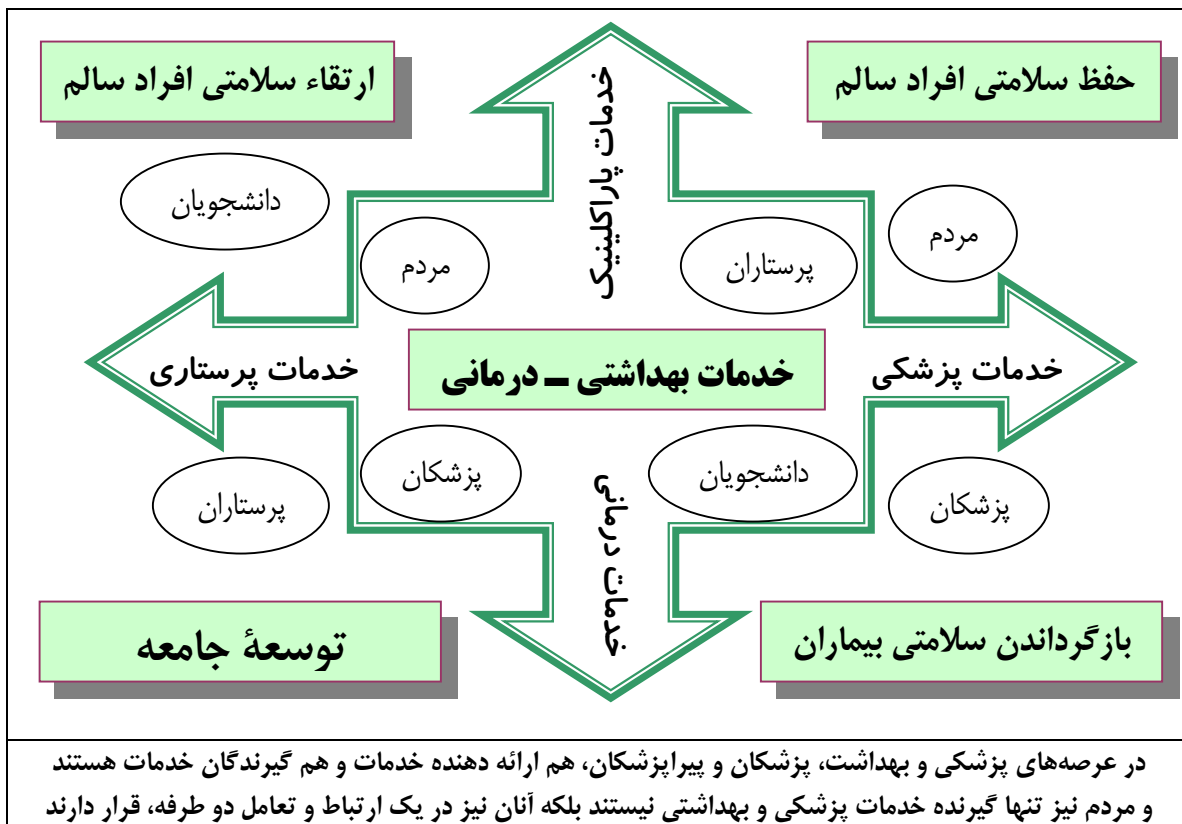 حفظ سلامتی افراد سالم
ارتقاء سلامتی افراد سالم
خدمات پاراکلینیک
دانشجویان
مردم
پرستاران
مردم
خدمات پزشکی
خدمات بهداشتی ــ درمانی
خدمات پرستاری
پزشکان
دانشجویان
پزشکان
پرستاران
خدمات درمانی
بازگرداندن سلامتی بیماران
توسعهٔ جامعه
در عرصه‌های پزشکی و بهداشت، پزشکان و پیراپزشکان، هم ارائه دهنده خدمات و هم گیرندگان خدمات هستند
و مردم نیز تنها گیرنده خدمات پزشکی و بهداشتی نیستند بلکه آنان نیز در یک ارتباط و تعامل دو طرفه، قرار دارند